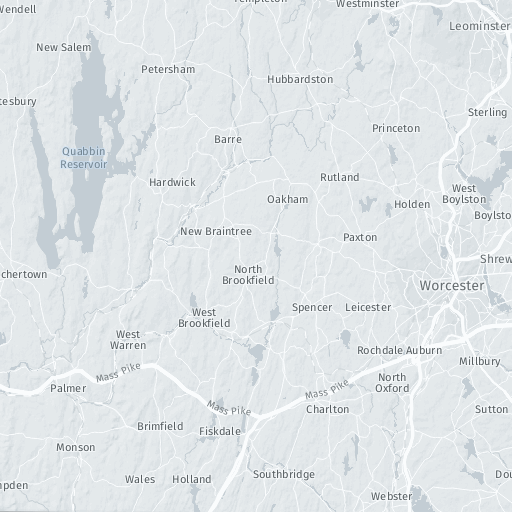 Wendell
Westminster
Leominster
New Salem
Petersham
Hubbardston
Sterling
Princeton
Barre
Quabbin
Reservoir
Hardwick
Rutland
West
Boylston
Oakham
Holden
New Braintree
Paxton
North
Brookfield
Worcester
Spencer
Leicester
West
Brookfield
West
Warren
Rochdale
Auburn
Millbury
Mass Pike
Palmer
North
Oxford
Mass Pike
Mass Pike
Charlton
Sutton
Brimfield
Fiskdale
Monson
Wales
Holland
Southbridge
Webster